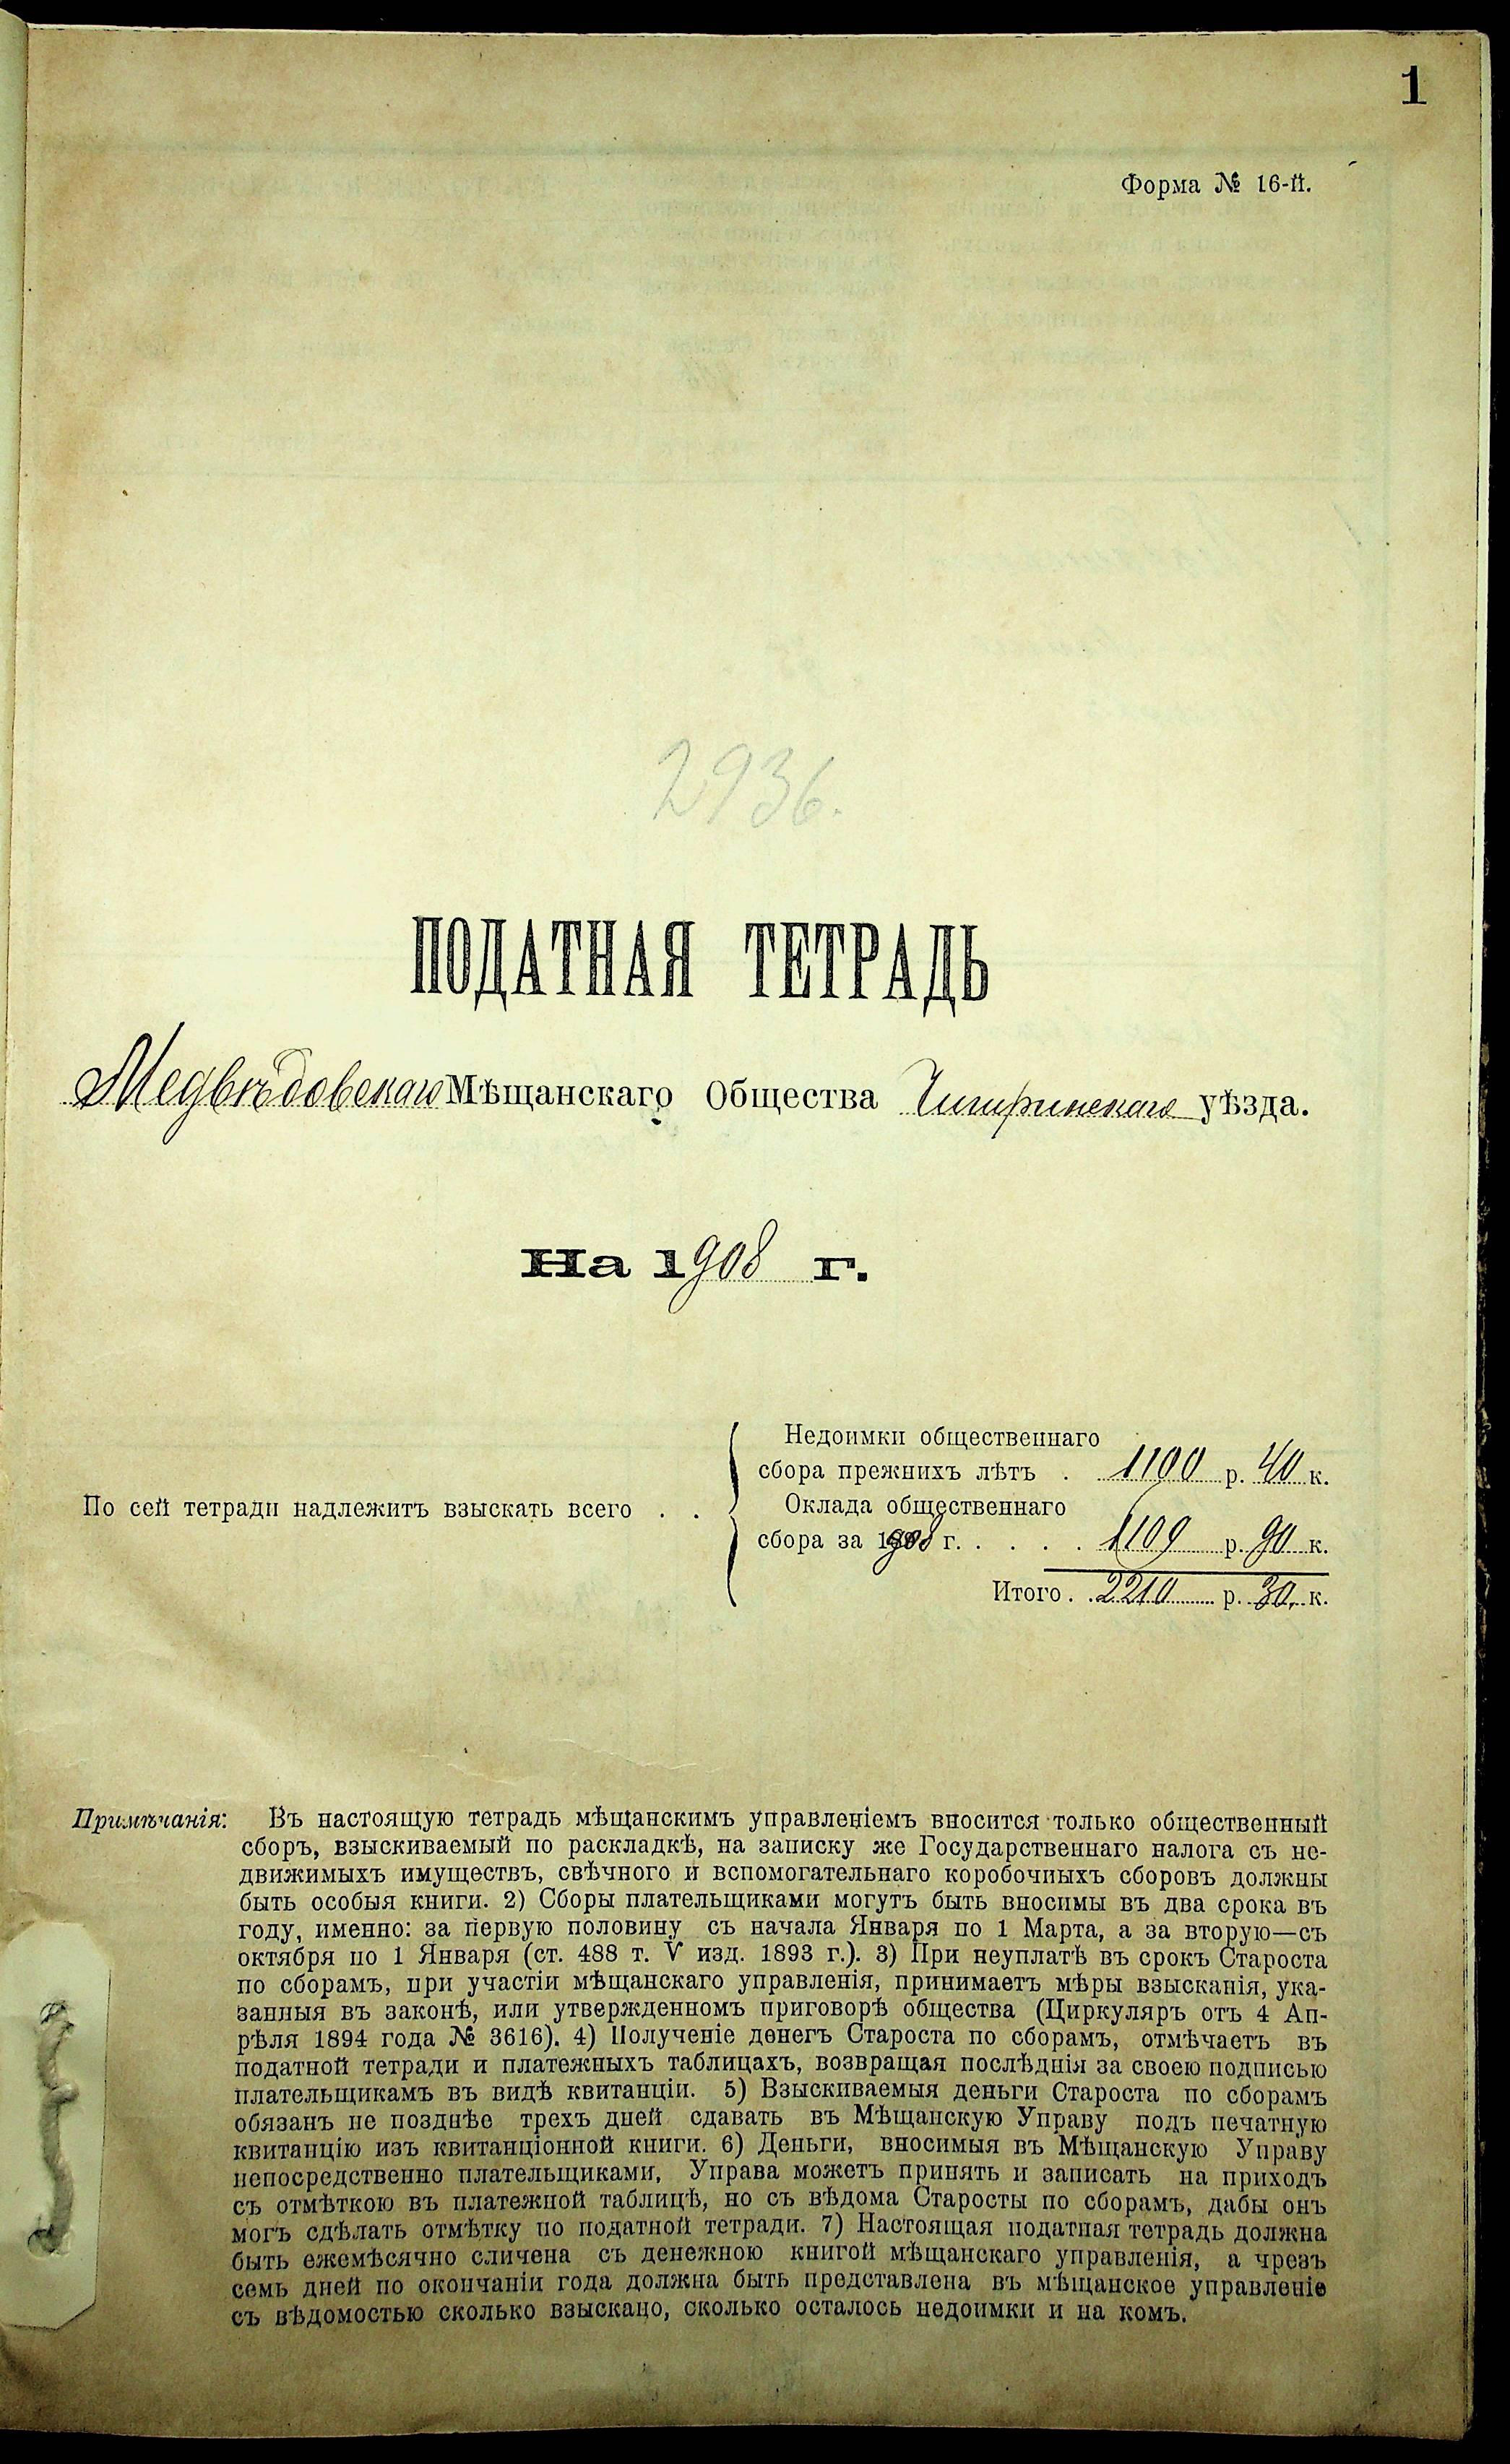 1
Форма № 16-й.
2936.
ПОДАТНАЯ ТЕТРАДЬ
Медвѣдовскаго Мѣщанскаго Общества Чигиринскаго уѣзда.
На 1908 г.
Недоимки общественнаго
сбора прежнихъ лѣтъ . 1100 р. 40 к.
По сей тетради надлежитъ взыскать всего . .
Оклада общественнаго
сбора за 1908 г. . . . . 1109 р. 90 к.
Итого . . 2210 р. 30 к.
Примѣчанія: Въ настоящую тетрадь мѣщанскимъ управленіемъ вносится только общественный
сборъ, взыскиваемый по раскладкѣ, на записку же Государственнаго налога съ не-
движимыхъ имуществъ, свѣчного и вспомогательнаго коробочныхъ сборовъ должны
быть особыя книги. 2) Сборы плательщиками могутъ быть вносимы въ два срока въ
году, именно: за первую половину съ начала Января по 1 Марта, а за вторую—съ
октября по 1 Января (ст. 488 т. V изд. 1893 г.). 3) При неуплатѣ въ срокъ Староста
по сборамъ, при участіи мѣщанскаго управленія, принимаетъ мѣры взысканія, ука-
занныя въ законѣ, или утвержденномъ приговорѣ общества (Циркуляръ отъ 4 Ап-
рѣля 1894 года № 3616). 4) Полученіе денегъ Староста по сборамъ, отмѣчаетъ въ
податной тетради и платежныхъ таблицахъ, возвращая послѣднія за своею подписью
плательщикамъ въ видѣ квитанціи. 5) Взыскиваемыя деньги Староста по сборамъ
обязанъ не позднѣе трехъ дней сдавать въ Мѣщанскую Управу подъ печатную
квитанцію изъ квитанціонной книги. 6) Деньги, вносимыя въ Мѣщанскую Управу
непосредственно плательщиками, Управа можетъ принять и записать на приходъ
съ отмѣткою въ платежной таблицѣ, но съ вѣдома Старосты по сборамъ, дабы онъ
могъ сдѣлать отмѣтку по податной тетради. 7) Настоящая податная тетрадь должна
быть ежемѣсячно сличена съ денежною книгой мѣщанскаго управленія, а чрезъ
семь дней по окончаніи года должна быть представлена въ мѣщанское управленіе
съ вѣдомостью сколько взыскано, сколько осталось недоимки и на комъ.